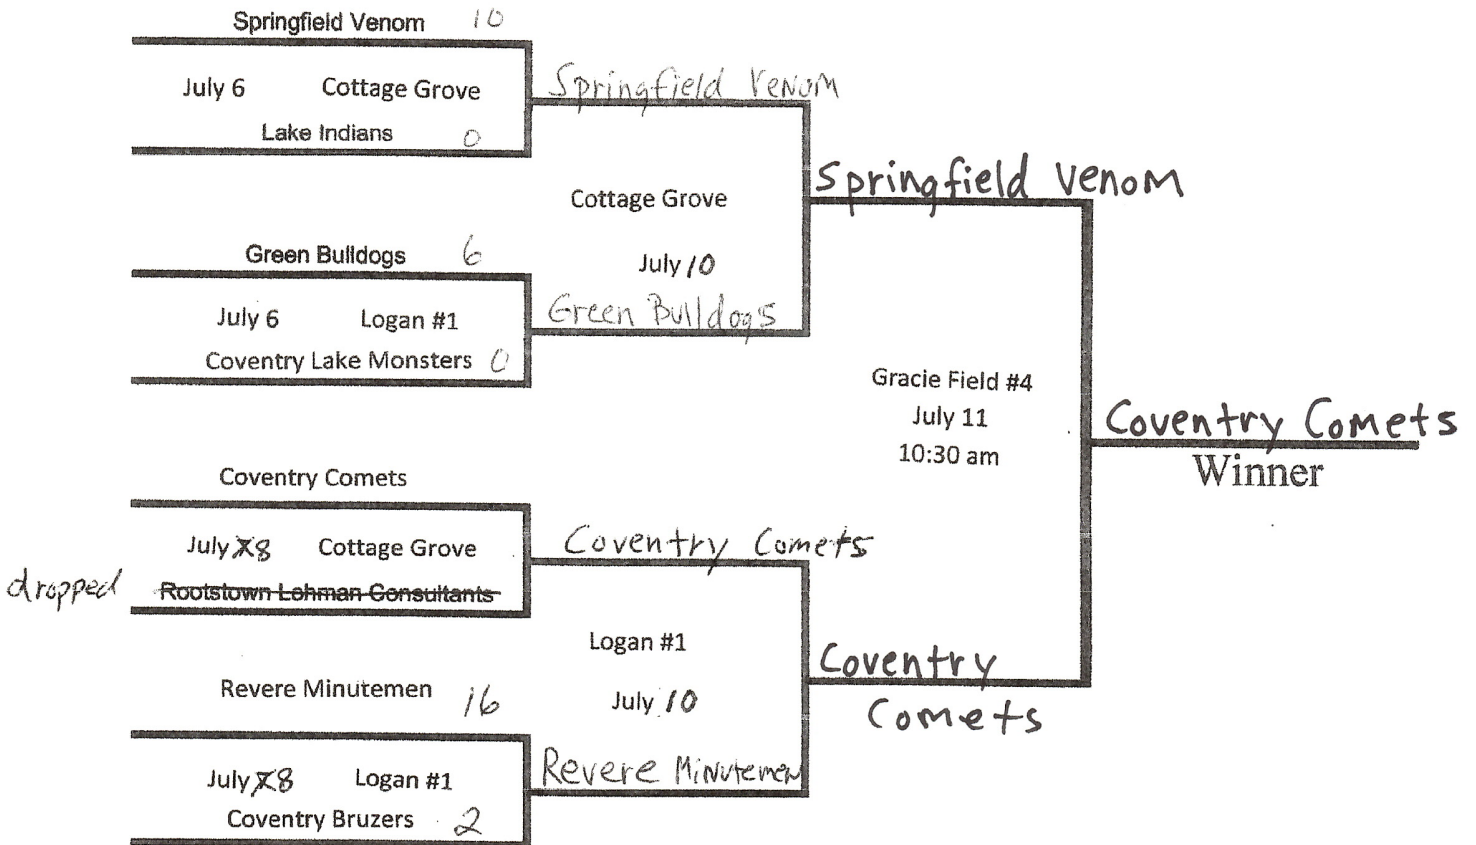 Springfield Venom 10
July 6 Cottage Grove
Lake Indians 0
Springfield Venom
Cottage Grove
July 10
Green Bulldogs 6
July 6 Logan #1
Coventry Lake Monsters 0
Green Bulldogs
Springfield Venom
Gracie Field #4
July 11
10:30 am
Coventry Comets
July 8 Cottage Grove
dropped Rootstown Lohman Consultants
Coventry Comets
Logan #1
July 10
Revere Minutemen 16
July 8 Logan #1
Coventry Bruzers 2
Revere Minutemen
Coventry
Comets
Coventry Comets
Winner